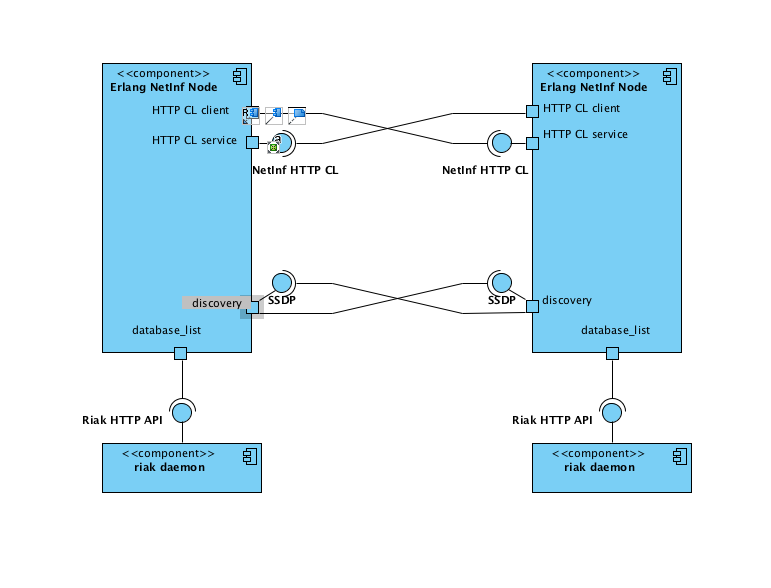 <<component>>
Erlang NetInf Node
HTTP CL client
HTTP CL service
NetInf HTTP CL
discovery
SSDP
database_list
Riak HTTP API
<<component>>
riak daemon
<<component>>
Erlang NetInf Node
HTTP CL client
HTTP CL service
NetInf HTTP CL
SSDP
discovery
database_list
Riak HTTP API
<<component>>
riak daemon